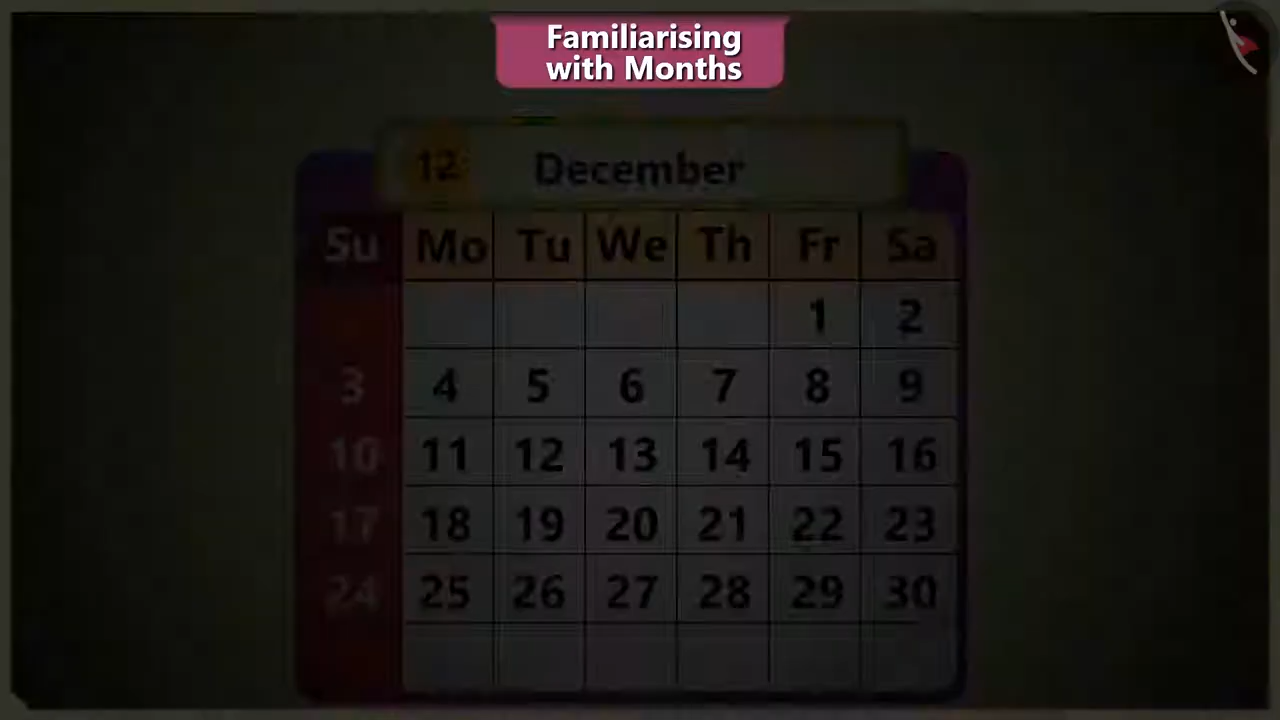 Familiarising
with Months
12 December
Su Mo Tu We Th Fr Sa
1 2
3 4 5 6 7 8 9
10 11 12 13 14 15 16
17 18 19 20 21 22 23
24 25 26 27 28 29 30